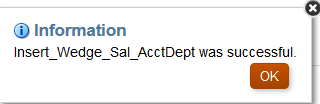 Information
Insert_Wedge_Sal_AcctDept was successful.
OK